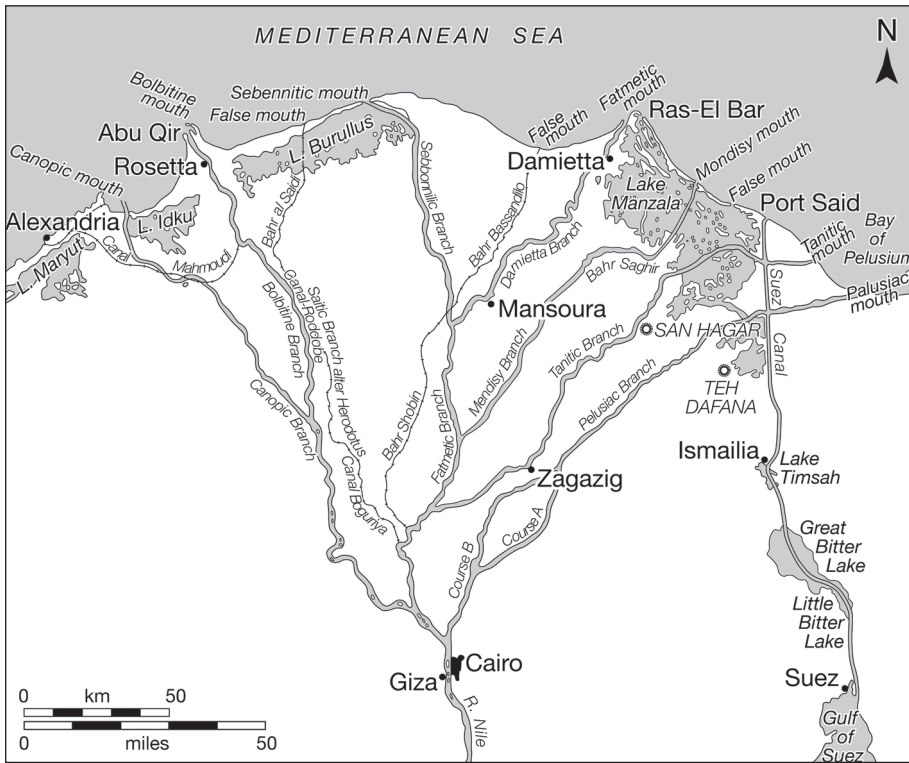 MEDITERRANEAN SEA
N
Bolbitine
mouth
Sebennitic mouth
False mouth
Fatmetic
mouth
False
mouth
Ras-El Bar
Abu Qir
L. Burullus
Mondisy mouth
Rosetta
Damietta
Canopic mouth
Lake
Manzala
False mouth
Port Said
Alexandria
L. Idku
Bahr al Saidi
Sebbonnilic Branch
Bahr Bassandilo
Damietta Branch
Tanitic
mouth
Bay
of
Pelusium
L. Maryut
Canal
Mahmoudi
Bahr Saghir
Suez
Canal
Palusiac
mouth
Mansoura
SAN HAGAR
Bolbitine Branch
Canal-Roddobe
Saitic Branch alter Herodotus
Mendisy Branch
Tanitic Branch
Pelusiac Branch
TEH
DAFANA
Canopic Branch
Bahr Shobin
Fatmetic Branch
Canal Bogunya
Ismailia
Lake
Timsah
Zagazig
Course A
Course B
Great
Bitter
Lake
Little
Bitter
Lake
Cairo
Giza
Suez
R. Nile
Gulf
of
Suez
0 km 50
0 miles 50